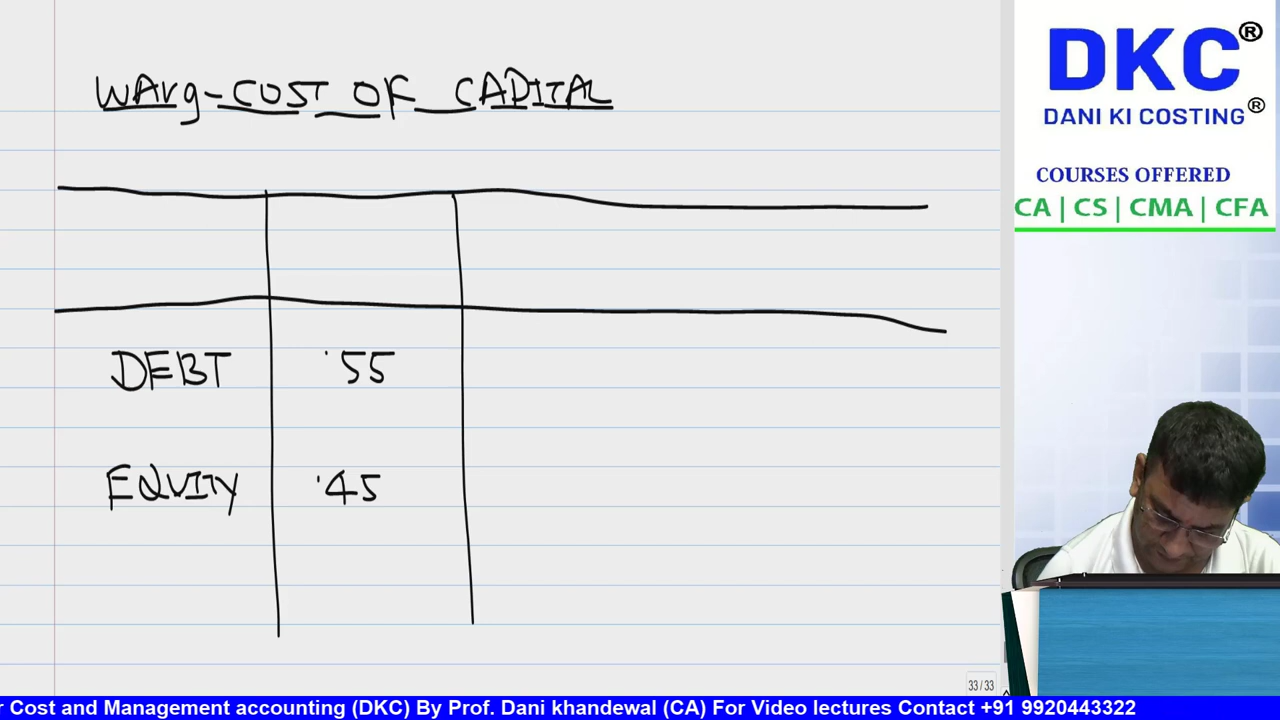 WAvg-COST OF CAPITAL
DEBT .55
EQUITY .45
33/33
DKC®
DANI KI COSTING®
COURSES OFFERED
CA | CS | CMA | CFA
r Cost and Management accounting (DKC) By Prof. Dani khandewal (CA) For Video lectures Contact +91 9920443322